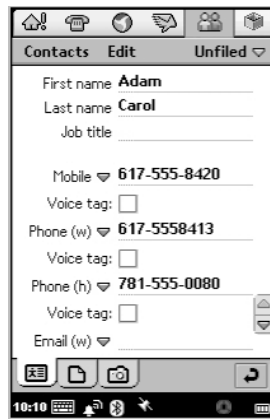 Contacts Edit Unfiled
First name Adam
Last name Carol
Job title
Mobile 617-555-8420
Voice tag:
Phone (w) 617-5558413
Voice tag:
Phone (h) 781-555-0080
Voice tag:
Email (w)
10:10